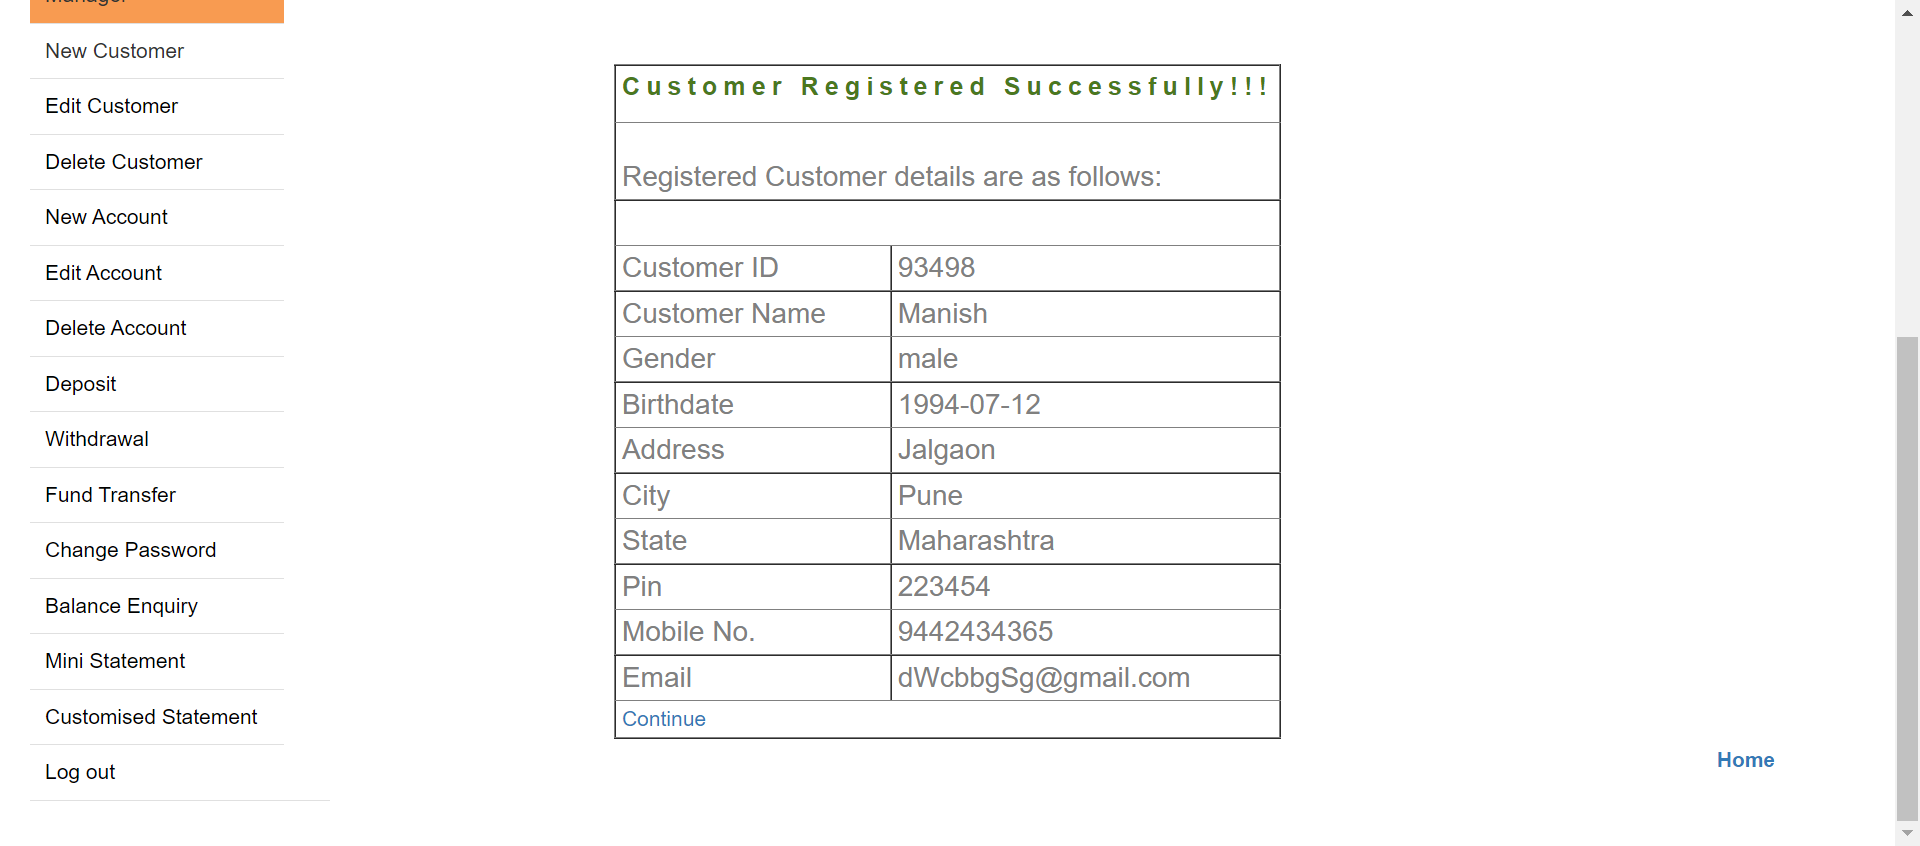 Manager
New Customer
Edit Customer
Delete Customer
New Account
Edit Account
Delete Account
Deposit
Withdrawal
Fund Transfer
Change Password
Balance Enquiry
Mini Statement
Customised Statement
Log out
Customer Registered Successfully!!!
Registered Customer details are as follows:
Customer ID 93498
Customer Name Manish
Gender male
Birthdate 1994-07-12
Address Jalgaon
City Pune
State Maharashtra
Pin 223454
Mobile No. 9442434365
Email dWcbbgSg@gmail.com
Continue
Home